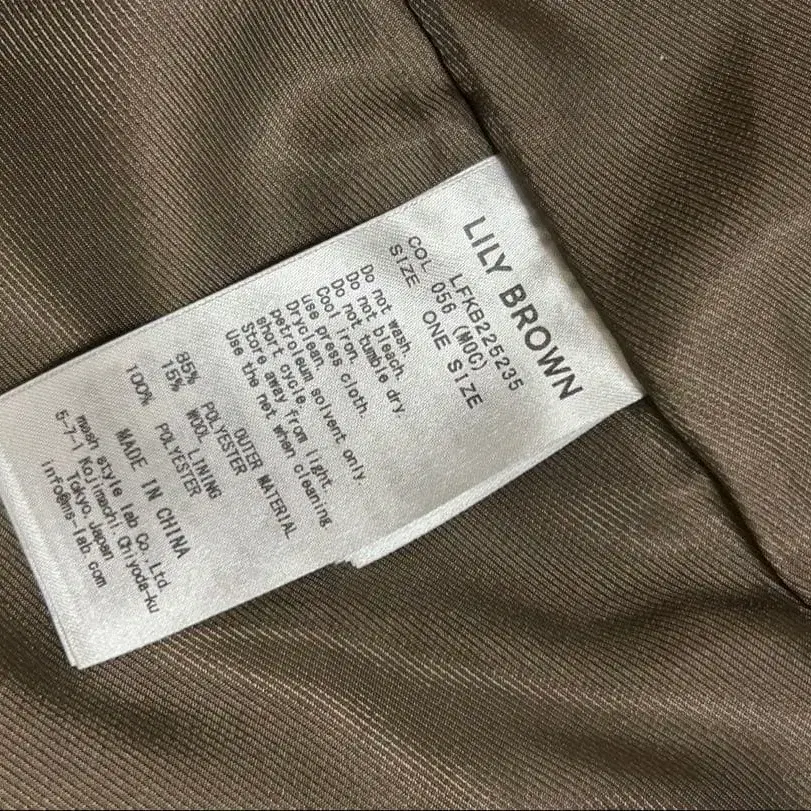 LILY BROWN
LFKB225235
COL 056 (MOC)
SIZE ONE SIZE
Do not wash.
Do not bleach.
Do not tumble dry.
Cool iron.
use press cloth.
Dryclean.
petroleum solvent only.
short cycle.
Store away from light.
Use the net when cleaning
OUTER MATERIAL
85% POLYESTER
15% WOOL
LINING
100% POLYESTER
MADE IN CHINA
mash style lab Co., Ltd.
5-7-1 Kojimachi Chiyoda-ku
Tokyo Japan
info@ms-lab.com